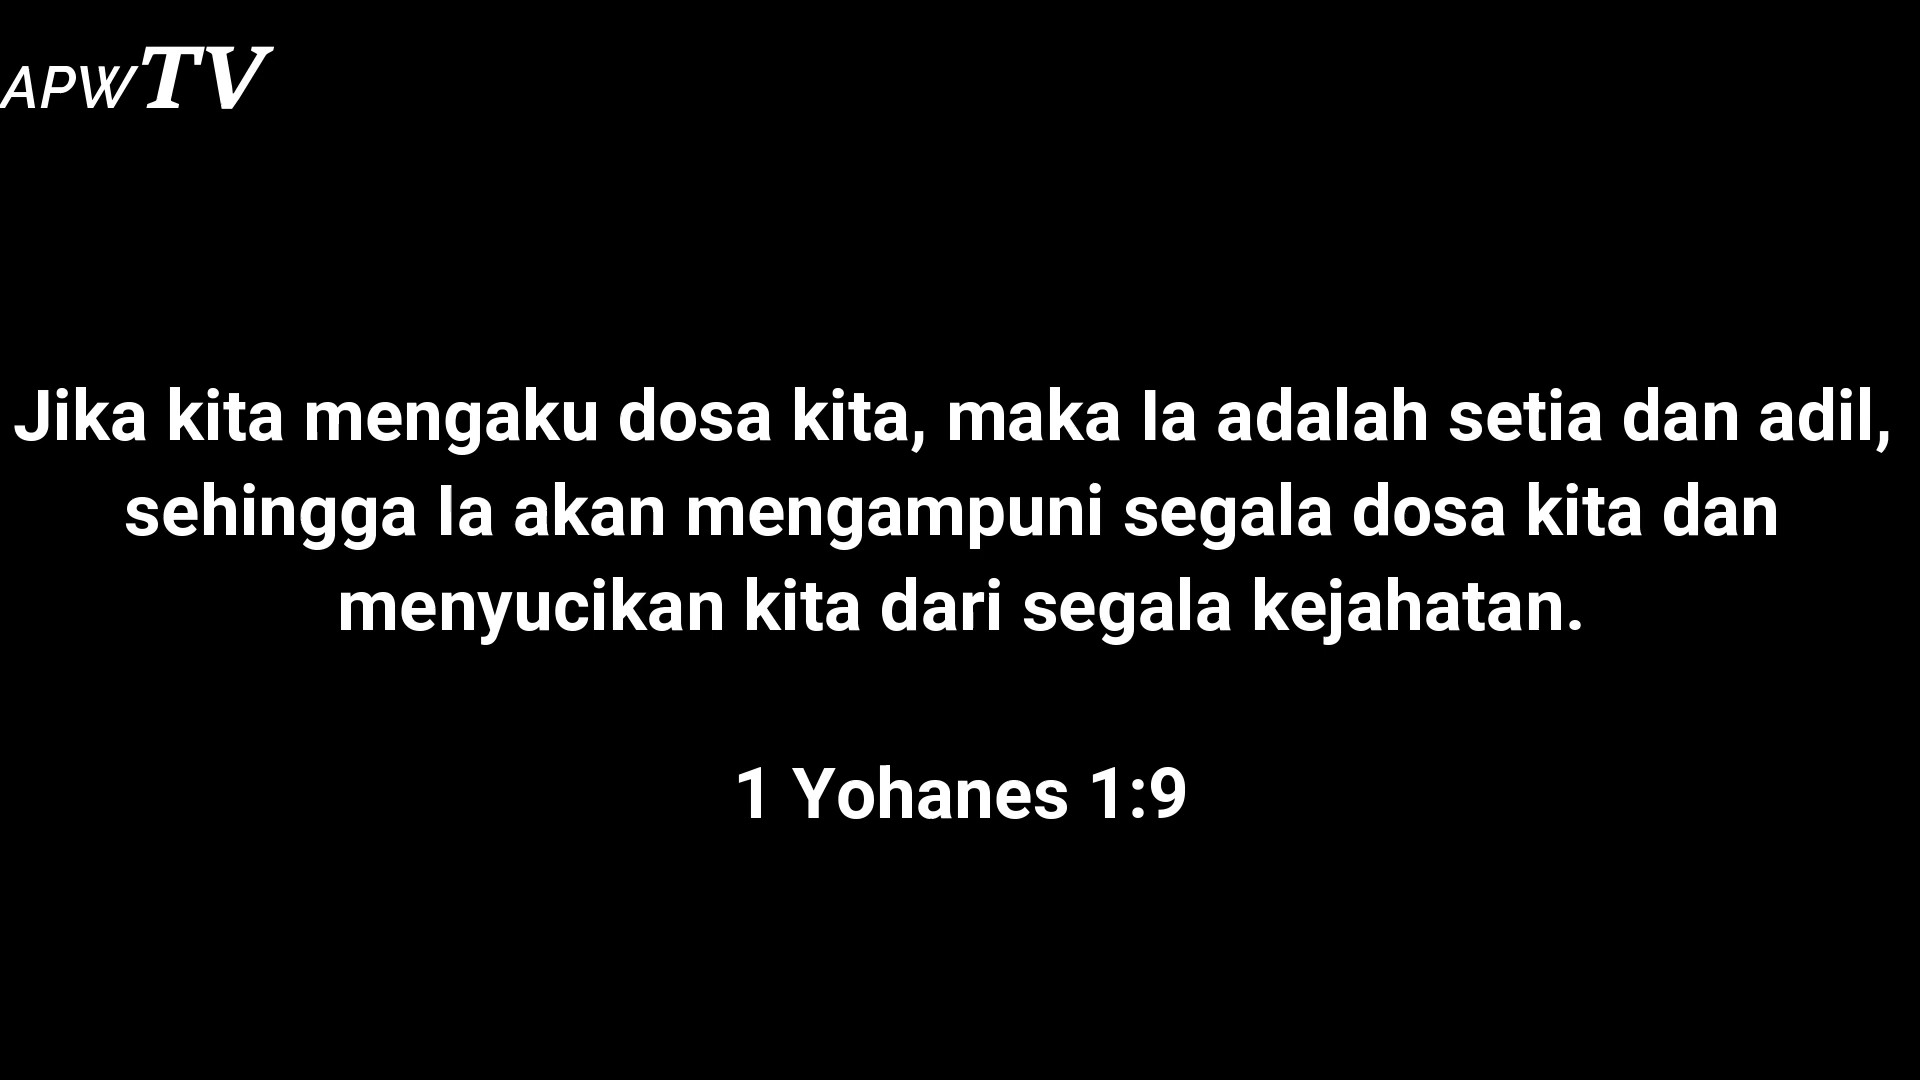 APWTV
Jika kita mengaku dosa kita, maka Ia adalah setia dan adil,
sehingga Ia akan mengampuni segala dosa kita dan
menyucikan kita dari segala kejahatan.
1 Yohanes 1:9